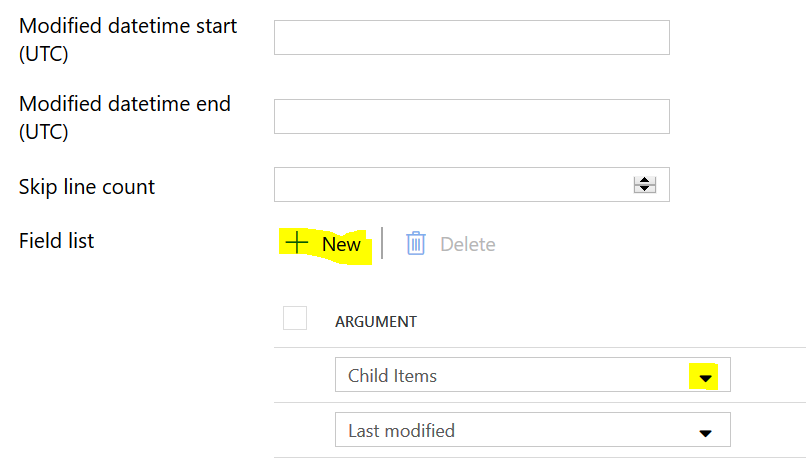 Modified datetime start
(UTC)
Modified datetime end
(UTC)
Skip line count
Field list
New
Delete
ARGUMENT
Child Items
Last modified